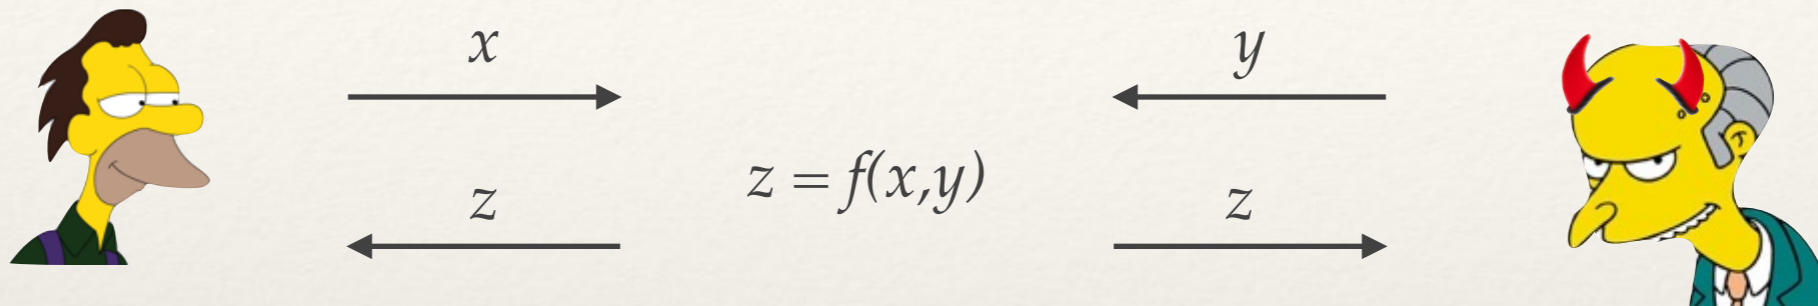 x
y
z = f(x,y)
z
z